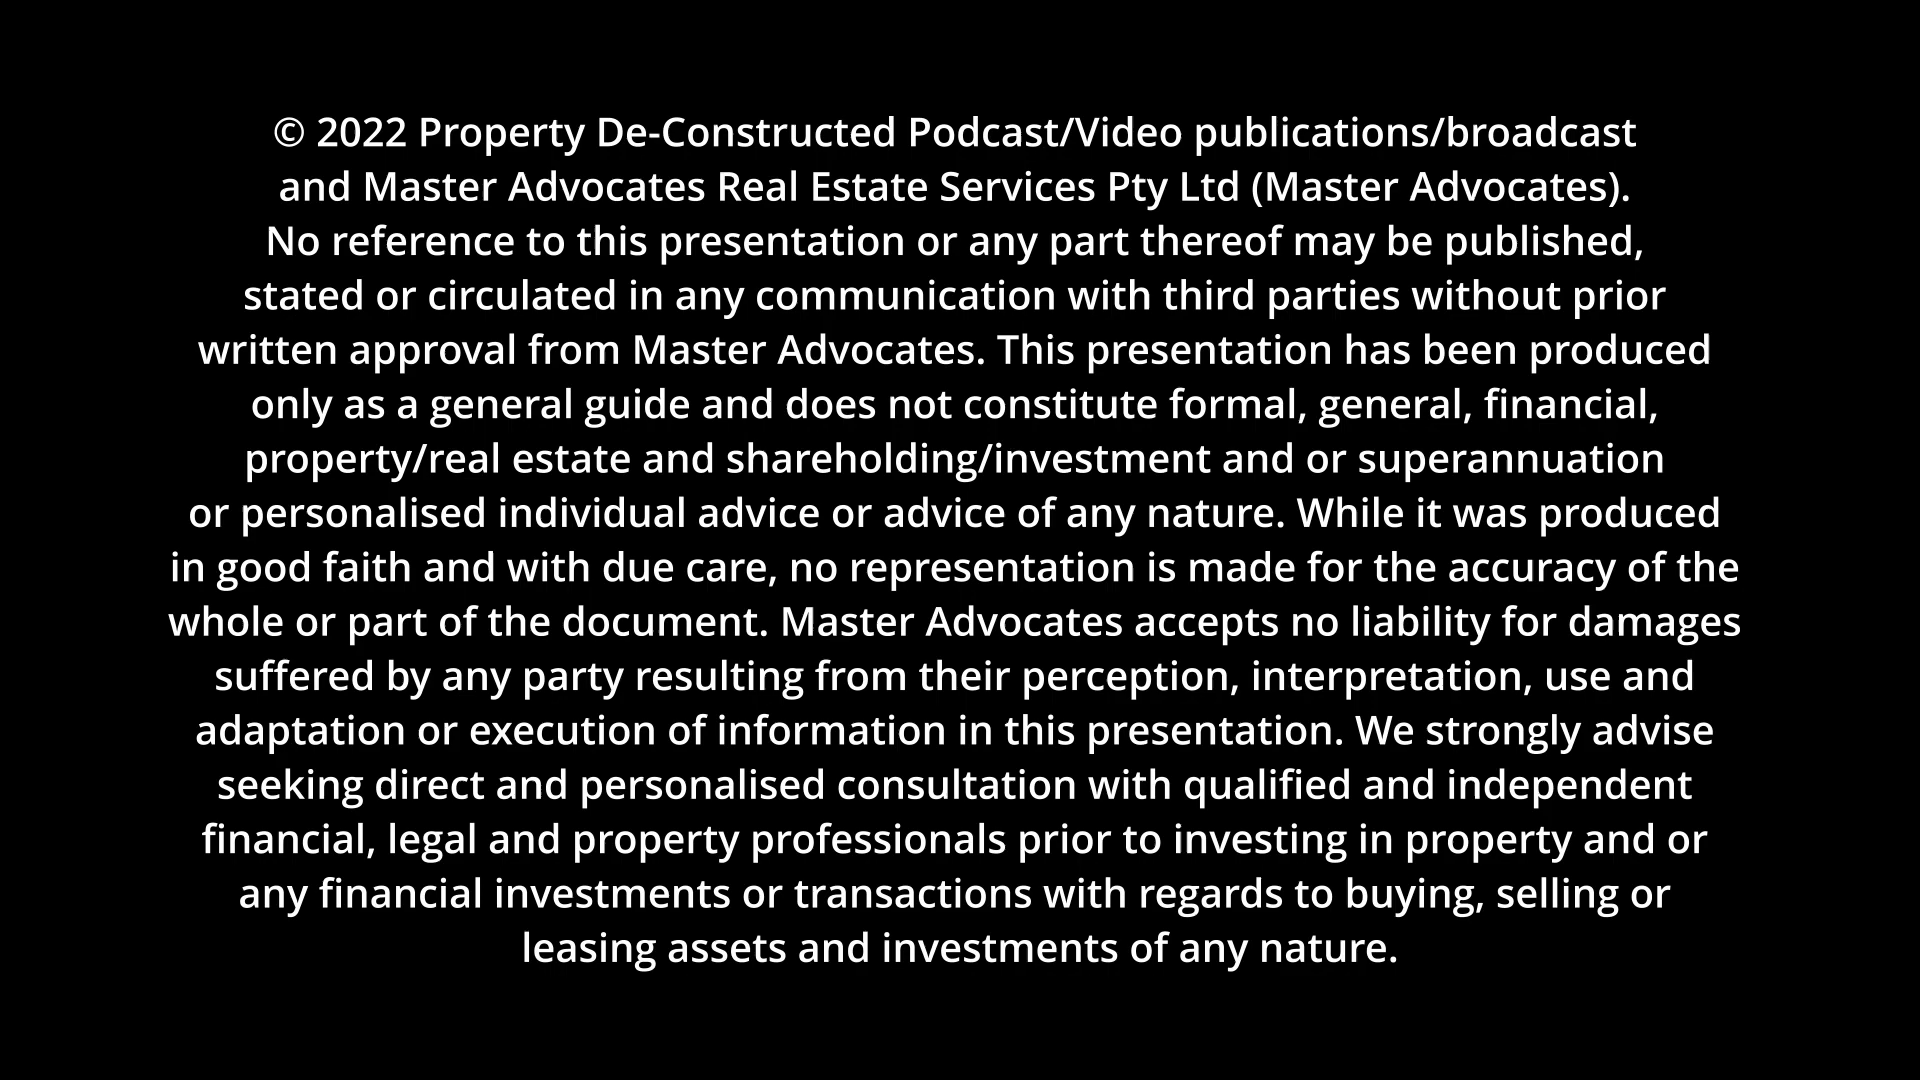 © 2022 Property De-Constructed Podcast/Video publications/broadcast
and Master Advocates Real Estate Services Pty Ltd (Master Advocates).
No reference to this presentation or any part thereof may be published,
stated or circulated in any communication with third parties without prior
written approval from Master Advocates. This presentation has been produced
only as a general guide and does not constitute formal, general, financial,
property/real estate and shareholding/investment and or superannuation
or personalised individual advice or advice of any nature. While it was produced
in good faith and with due care, no representation is made for the accuracy of the
whole or part of the document. Master Advocates accepts no liability for damages
suffered by any party resulting from their perception, interpretation, use and
adaptation or execution of information in this presentation. We strongly advise
seeking direct and personalised consultation with qualified and independent
financial, legal and property professionals prior to investing in property and or
any financial investments or transactions with regards to buying, selling or
leasing assets and investments of any nature.